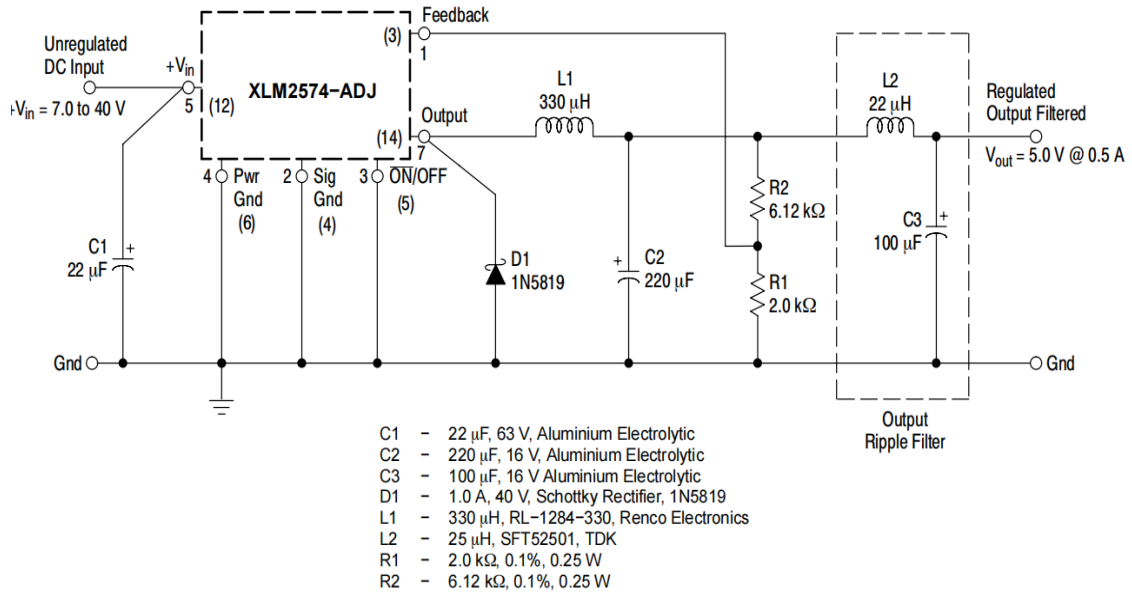 Feedback
(3)
1
Unregulated
DC Input
+Vin
5
(12)
XLM2574-ADJ
+Vin = 7.0 to 40 V
Output
(14)
7
L1
330 µH
L2
22 µH
Regulated
Output Filtered
Vout = 5.0 V @ 0.5 A
4
Pwr
Gnd
(6)
2
Sig
Gnd
(4)
3
ON/OFF
(5)
R2
6.12 kΩ
C1
22 µF
+
D1
1N5819
C2
220 µF
+
R1
2.0 kΩ
C3
100 µF
+
Gnd
Gnd
Output
Ripple Filter
C1 – 22 µF, 63 V, Aluminium Electrolytic
C2 – 220 µF, 16 V, Aluminium Electrolytic
C3 – 100 µF, 16 V Aluminium Electrolytic
D1 – 1.0 A, 40 V, Schottky Rectifier, 1N5819
L1 – 330 µH, RL-1284-330, Renco Electronics
L2 – 25 µH, SFT52501, TDK
R1 – 2.0 kΩ, 0.1%, 0.25 W
R2 – 6.12 kΩ, 0.1%, 0.25 W